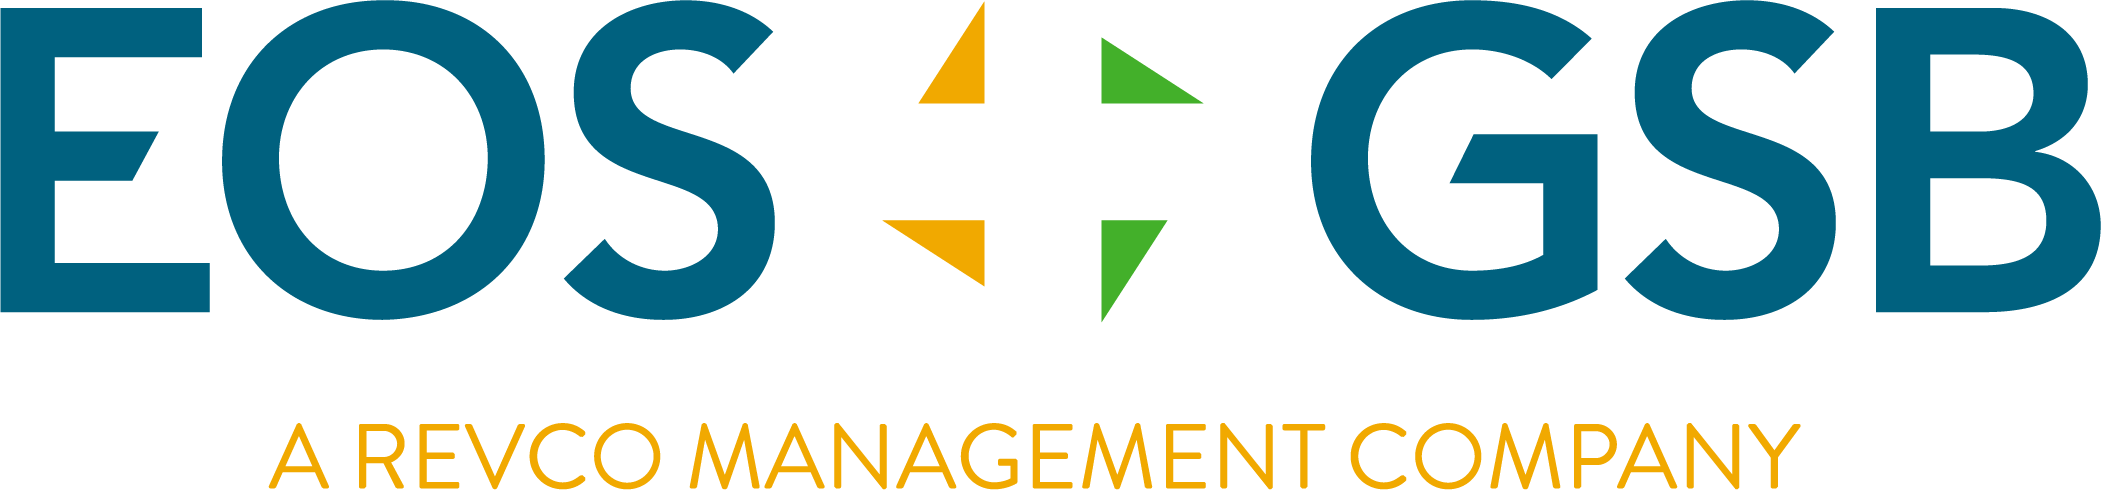 EOS GSB
A REVCO MANAGEMENT COMPANY